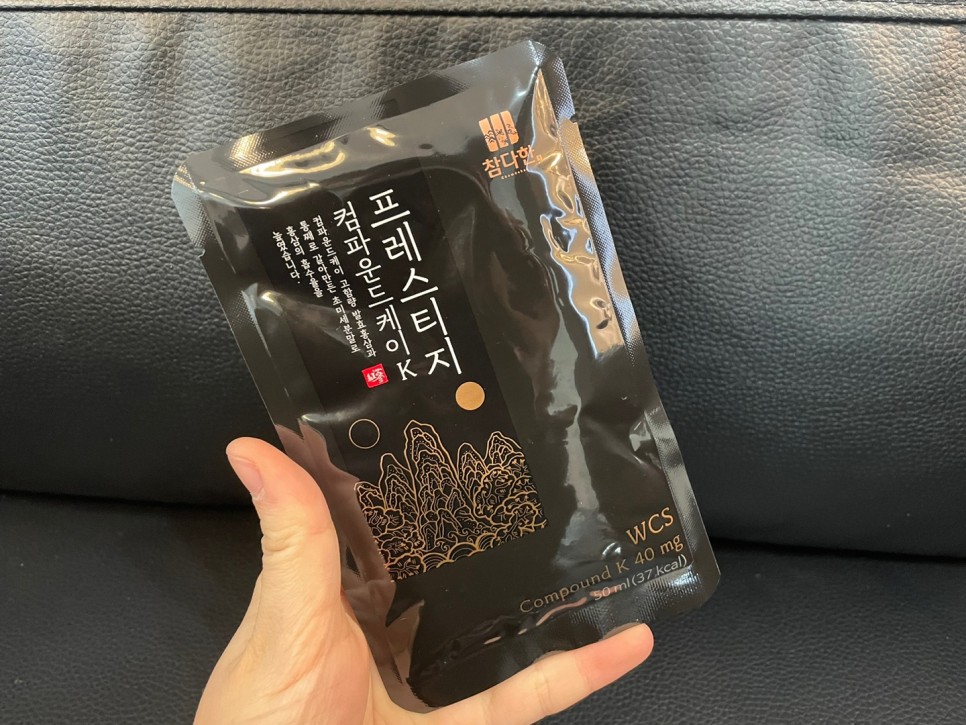 참다한
프레스티지
컴파운드케이K
컴파운드케이 고함량 발효홍삼과
통째로 갈아만든 초미세분말로
홍삼의 흡수율을
높였습니다.
WCS
Compound K 40 mg
50 ml(37 kcal)